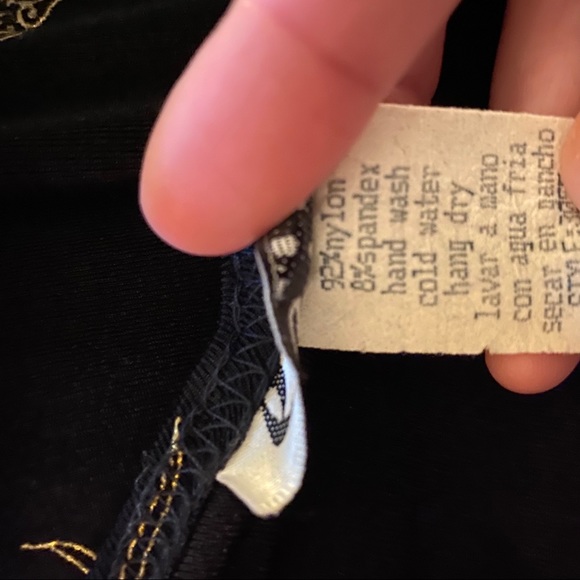 92%nylon
8%spandex
hand wash
cold water
hang dry
lavar a mano
con agua fria
secar en gancho